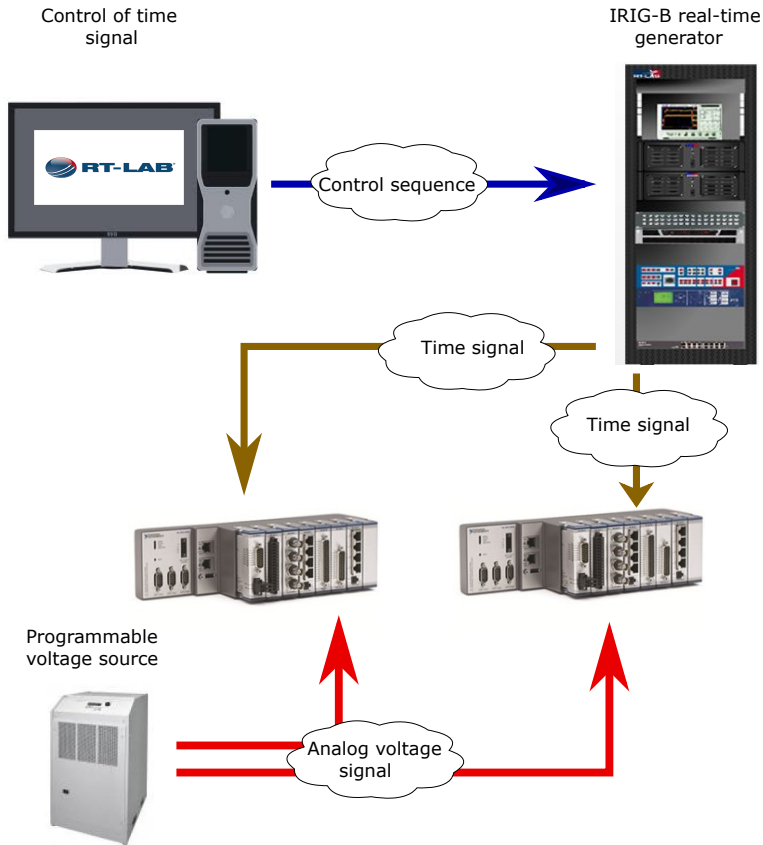 Control of time
signal
IRIG-B real-time
generator
RT-LAB
Control sequence
Time signal
Time signal
Programmable
voltage source
Analog voltage
signal